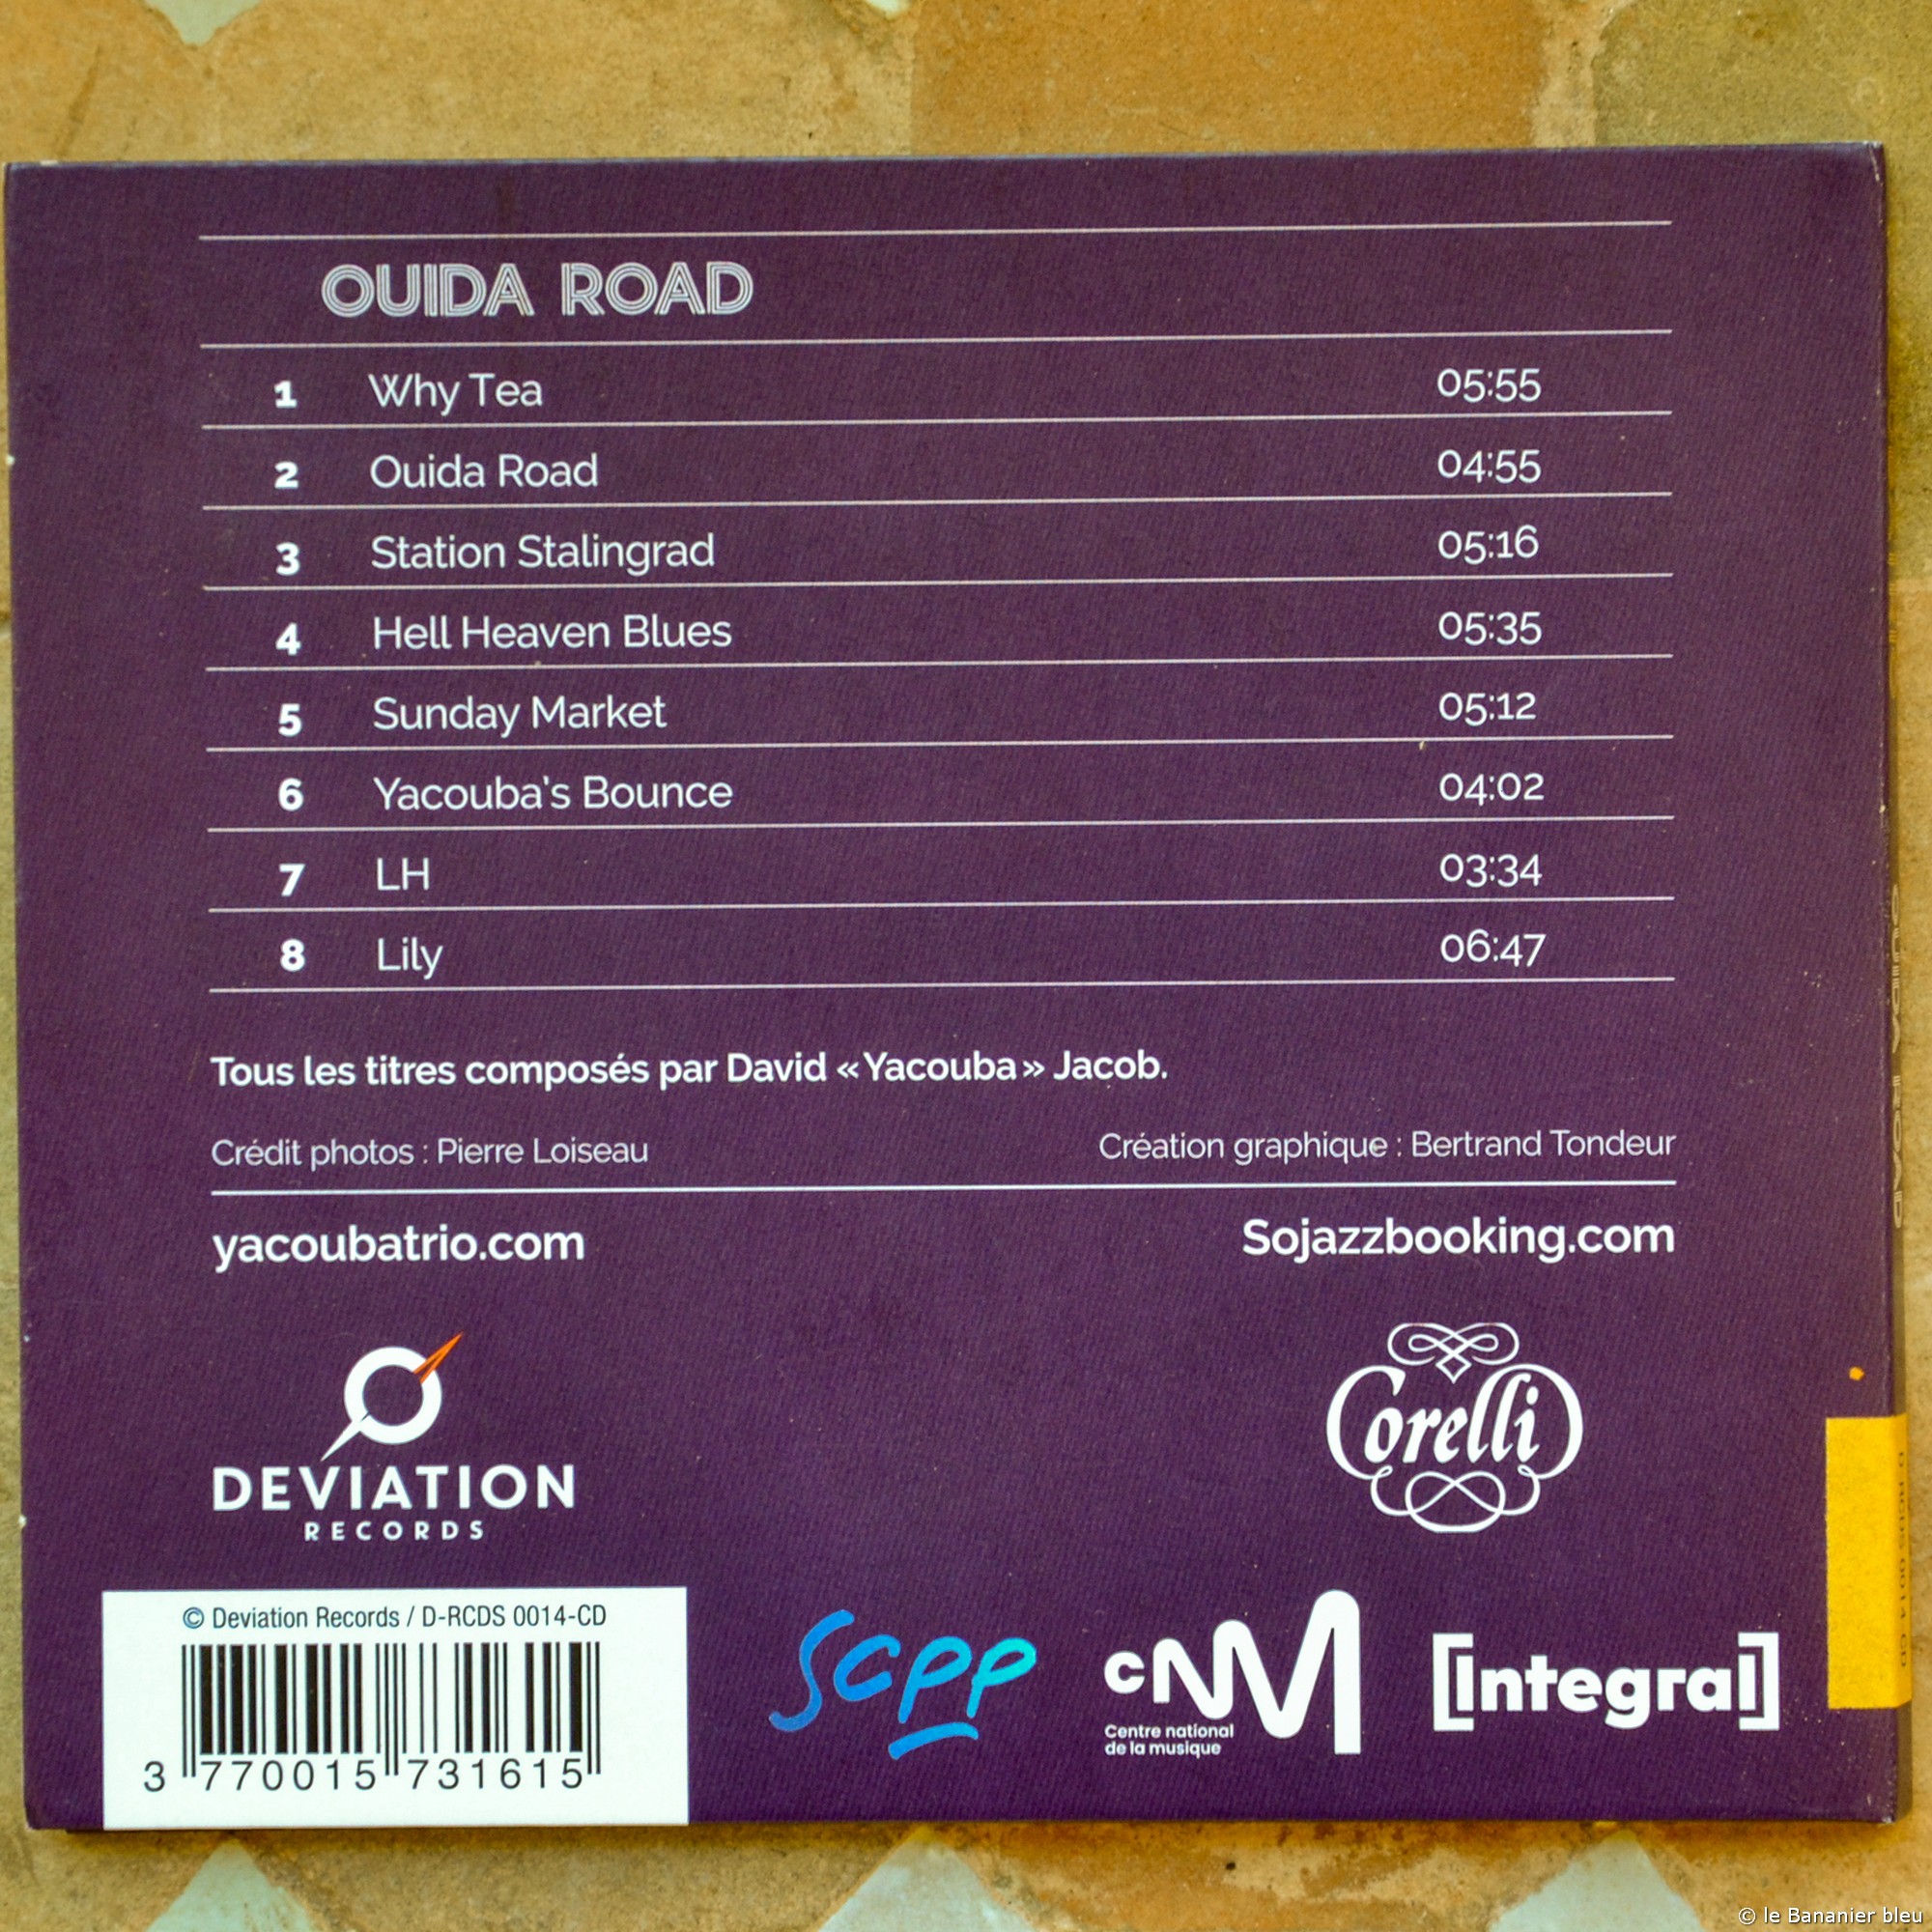 OUIDA ROAD
1 Why Tea 05:55
2 Ouida Road 04:55
3 Station Stalingrad 05:16
4 Hell Heaven Blues 05:35
5 Sunday Market 05:12
6 Yacouba's Bounce 04:02
7 LH 03:34
8 Lily 06:47
Tous les titres composés par David «Yacouba» Jacob.
Crédit photos : Pierre Loiseau Création graphique : Bertrand Tondeur
yacoubatrio.com Sojazzbooking.com
DEVIATION
RECORDS
Corelli
© Deviation Records / D-RCDS 0014-CD
3 770015 731615
scpp
cNM
Centre national
de la musique
[integral]
OUIDA ROAD
© le Bananier bleu